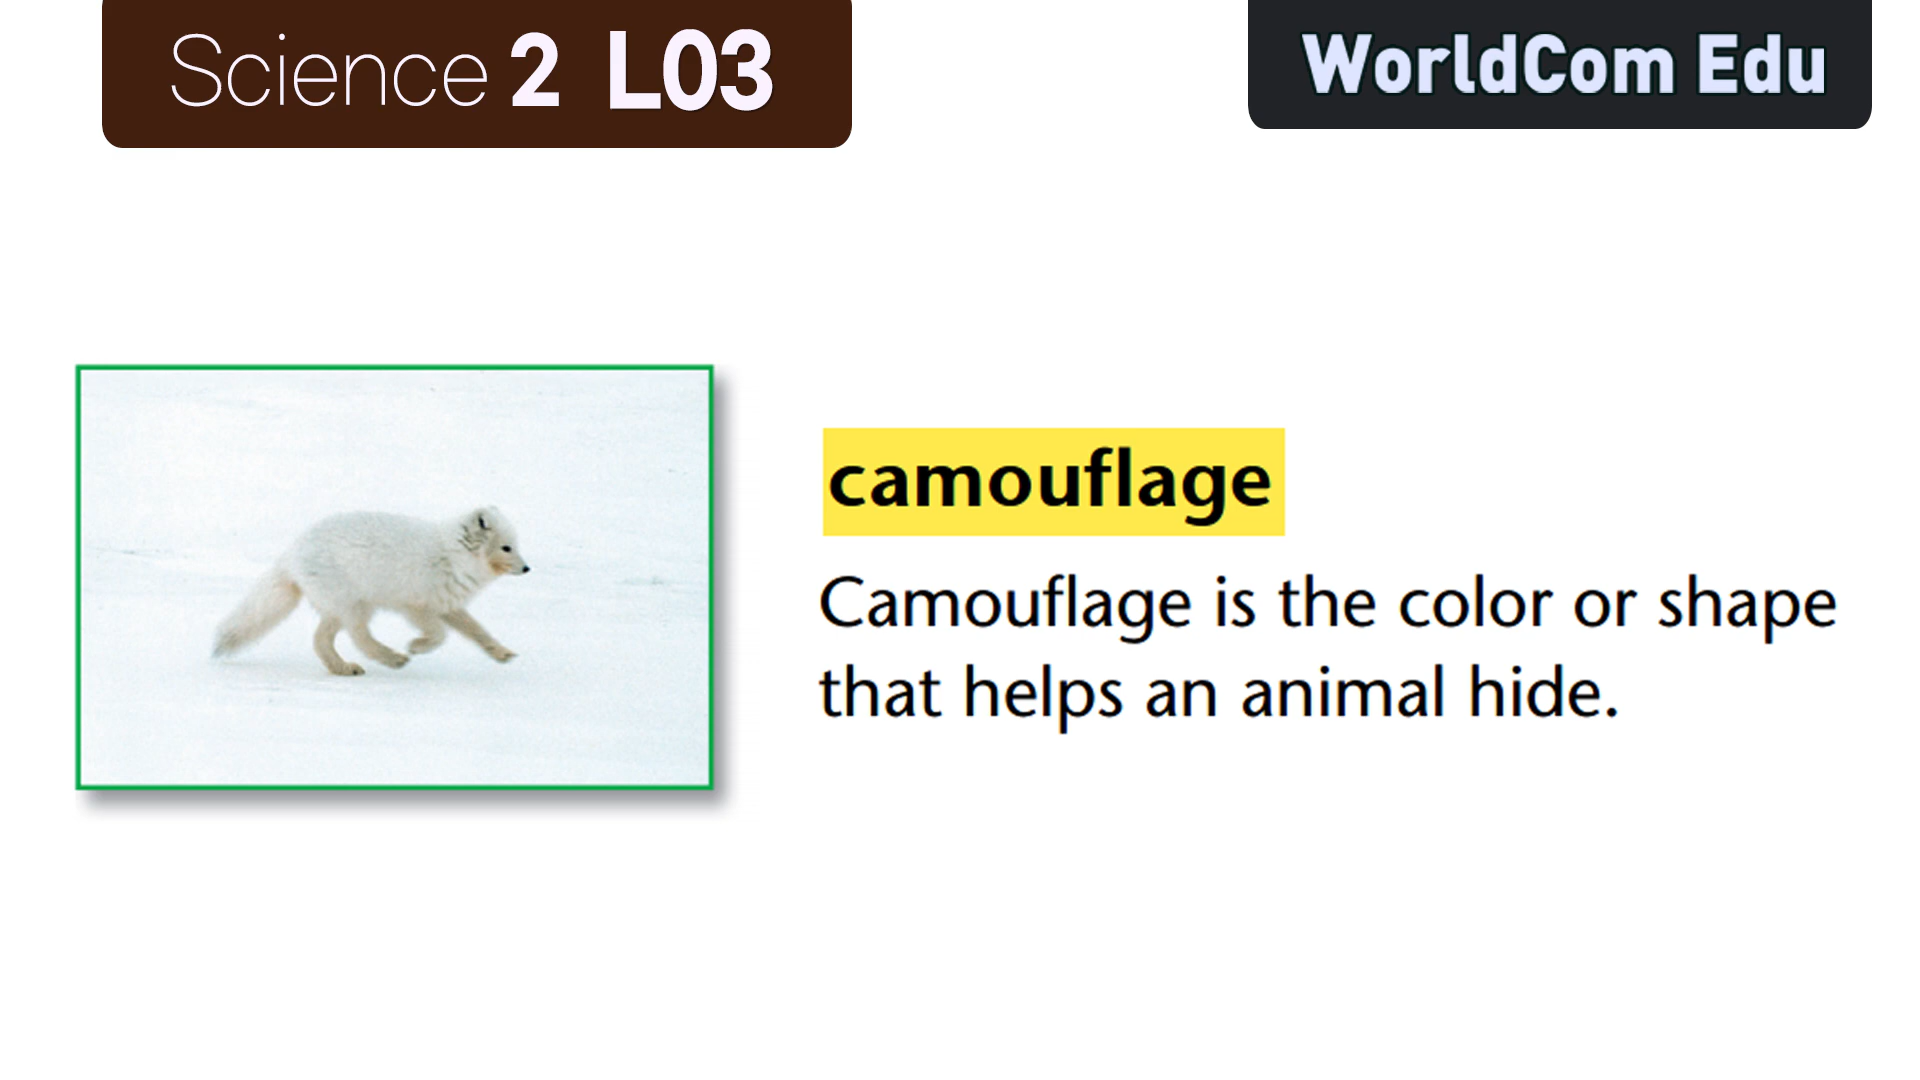 Science 2 L03
WorldCom Edu
camouflage
Camouflage is the color or shape
that helps an animal hide.